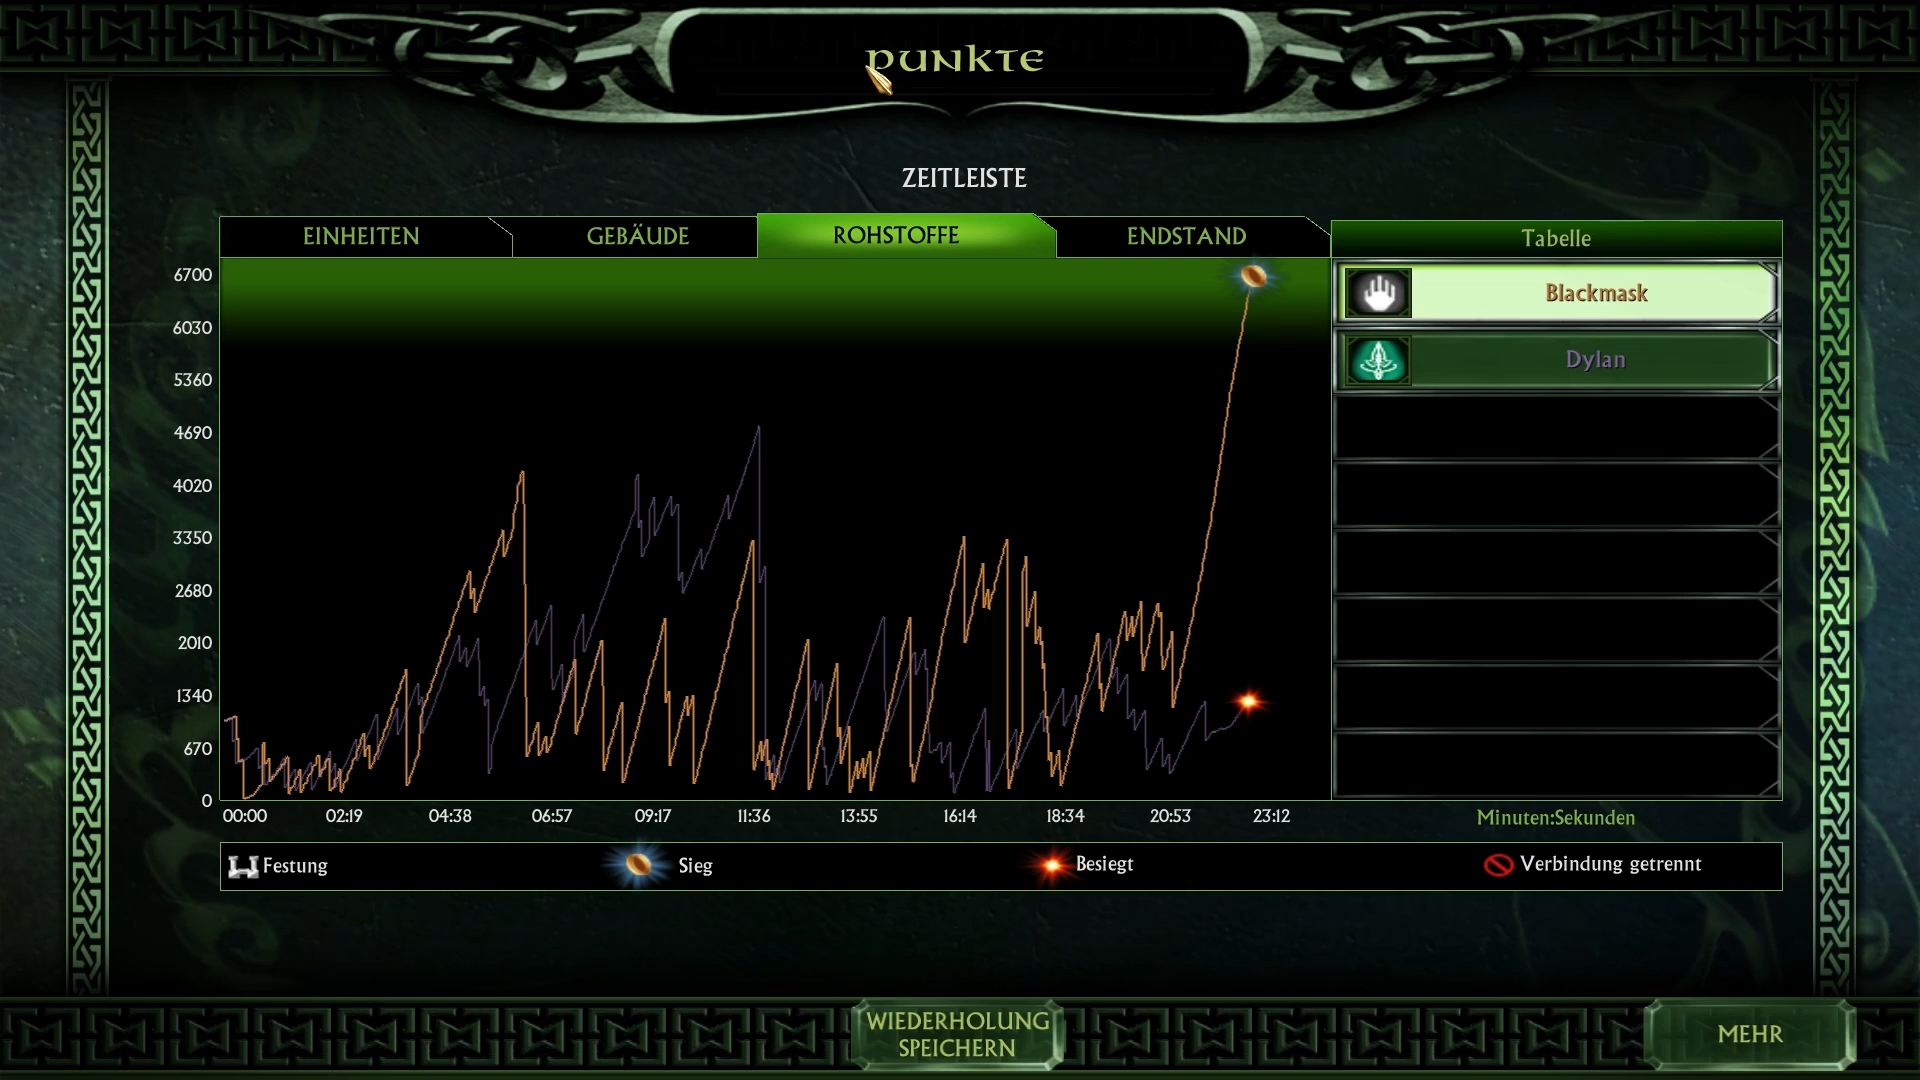 PUNKTE
ZEITLEISTE
EINHEITEN GEBÄUDE ROHSTOFFE ENDSTAND Tabelle
6700
6030
5360
4690
4020
3350
2680
2010
1340
670
0
Blackmask
Dylan
00:00 02:19 04:38 06:57 09:17 11:36 13:55 16:14 18:34 20:53 23:12 Minuten:Sekunden
Festung Sieg Besiegt Verbindung getrennt
WIEDERHOLUNG
SPEICHERN
MEHR